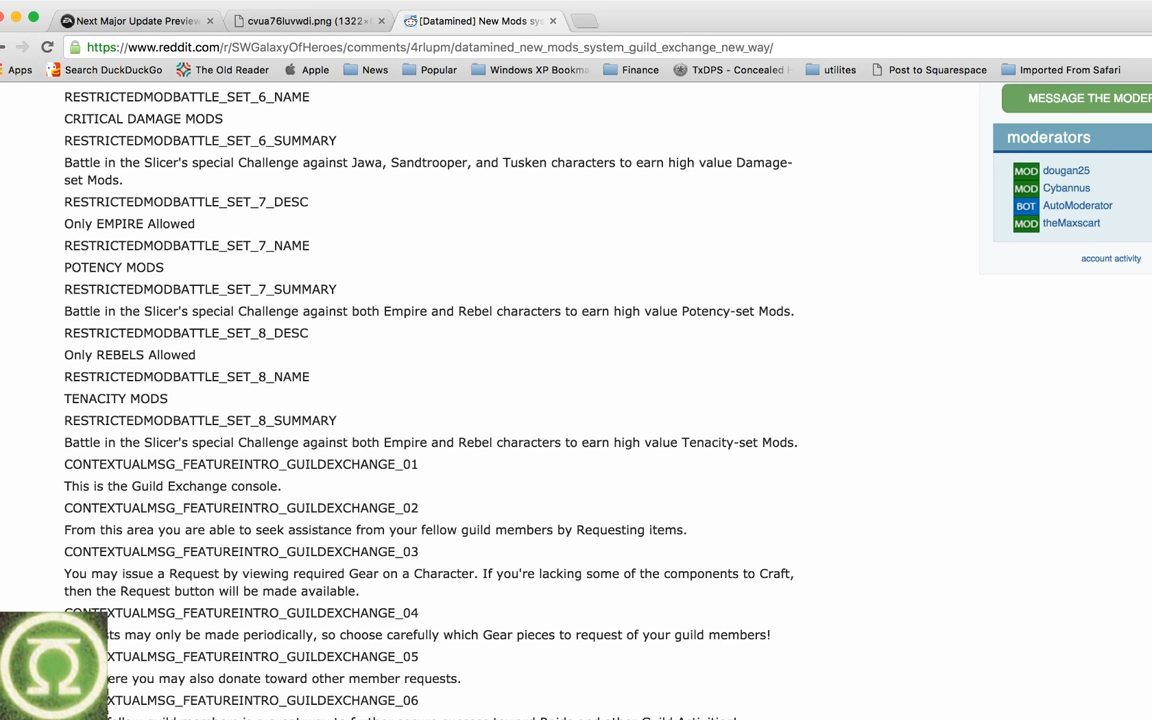 Next Major Update Preview
cvua76luvwdi.png (1322×
[Datamined] New Mods sys
https://www.reddit.com/r/SWGalaxyOfHeroes/comments/4rlupm/datamined_new_mods_system_guild_exchange_new_way/
Apps Search DuckDuckGo The Old Reader Apple News Popular Windows XP Bookm Finance TxDPS - Concealed utilites Post to Squarespace Imported From Safari
RESTRICTEDMODBATTLE_SET_6_NAME
CRITICAL DAMAGE MODS
RESTRICTEDMODBATTLE_SET_6_SUMMARY
Battle in the Slicer's special Challenge against Jawa, Sandtrooper, and Tusken characters to earn high value Damage-
set Mods.
RESTRICTEDMODBATTLE_SET_7_DESC
Only EMPIRE Allowed
RESTRICTEDMODBATTLE_SET_7_NAME
POTENCY MODS
RESTRICTEDMODBATTLE_SET_7_SUMMARY
Battle in the Slicer's special Challenge against both Empire and Rebel characters to earn high value Potency-set Mods.
RESTRICTEDMODBATTLE_SET_8_DESC
Only REBELS Allowed
RESTRICTEDMODBATTLE_SET_8_NAME
TENACITY MODS
RESTRICTEDMODBATTLE_SET_8_SUMMARY
Battle in the Slicer's special Challenge against both Empire and Rebel characters to earn high value Tenacity-set Mods.
CONTEXTUALMSG_FEATUREINTRO_GUILDEXCHANGE_01
This is the Guild Exchange console.
CONTEXTUALMSG_FEATUREINTRO_GUILDEXCHANGE_02
From this area you are able to seek assistance from your fellow guild members by Requesting items.
CONTEXTUALMSG_FEATUREINTRO_GUILDEXCHANGE_03
You may issue a Request by viewing required Gear on a Character. If you're lacking some of the components to Craft,
then the Request button will be made available.
CONTEXTUALMSG_FEATUREINTRO_GUILDEXCHANGE_04
sts may only be made periodically, so choose carefully which Gear pieces to request of your guild members!
XTUALMSG_FEATUREINTRO_GUILDEXCHANGE_05
ere you may also donate toward other member requests.
XTUALMSG_FEATUREINTRO_GUILDEXCHANGE_06
MESSAGE THE MODER
moderators
MOD dougan25
MOD Cybannus
BOT AutoModerator
MOD theMaxscart
account activity